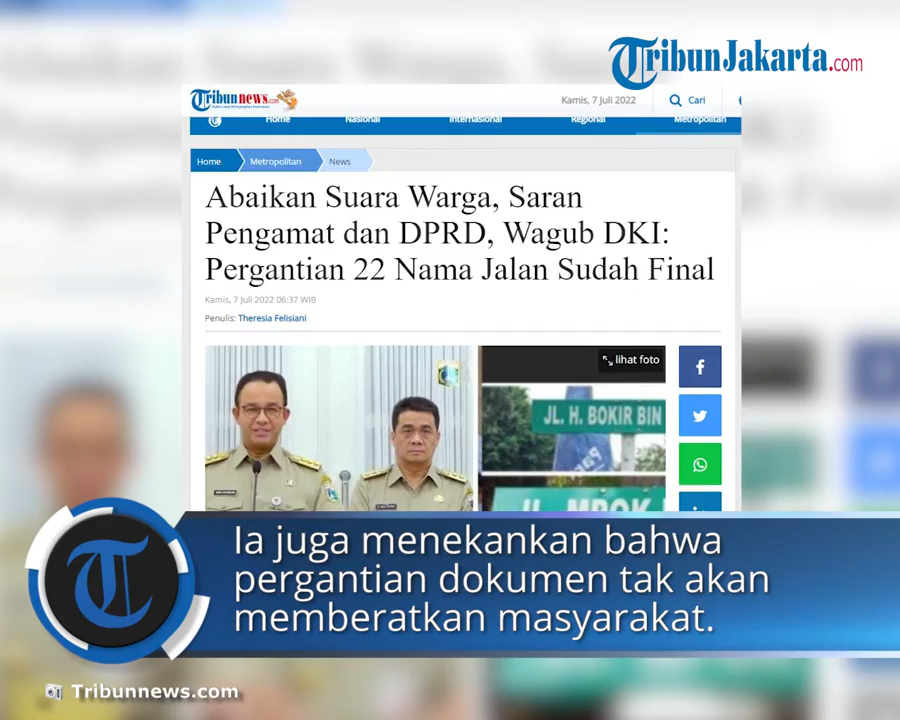 TribunJakarta.com
Tribunnews.com
Kamis, 7 Juli 2022
Cari
Home Nasional Internasional Regional Metropolitan
Home Metropolitan News
Abaikan Suara Warga, Saran
Pengamat dan DPRD, Wagub DKI:
Pergantian 22 Nama Jalan Sudah Final
Kamis, 7 Juli 2022 06:37 WIB
Penulis: Theresia Felisiani
lihat foto
JL. H. BOKIR BIN
JL. MPOK
Ia juga menekankan bahwa
pergantian dokumen tak akan
memberatkan masyarakat.
Tribunnews.com